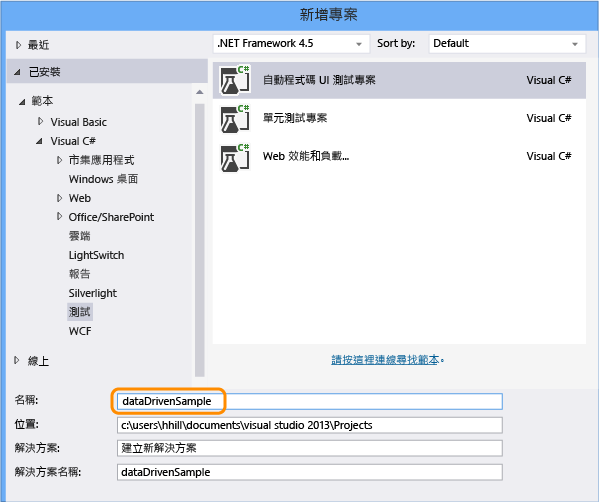 新增專案
最近
.NET Framework 4.5
Sort by:
Default
已安裝
範本
Visual Basic
Visual C#
市集應用程式
Windows 桌面
Web
Office/SharePoint
雲端
LightSwitch
報告
Silverlight
測試
WCF
線上
C# 自動程式碼 UI 測試專案 Visual C#
C# 單元測試專案 Visual C#
C# Web 效能和負載... Visual C#
請按這裡連線尋找範本。
名稱: dataDrivenSample
位置: c:\users\hhill\documents\visual studio 2013\Projects
解決方案: 建立新解決方案
解決方案名稱: dataDrivenSample